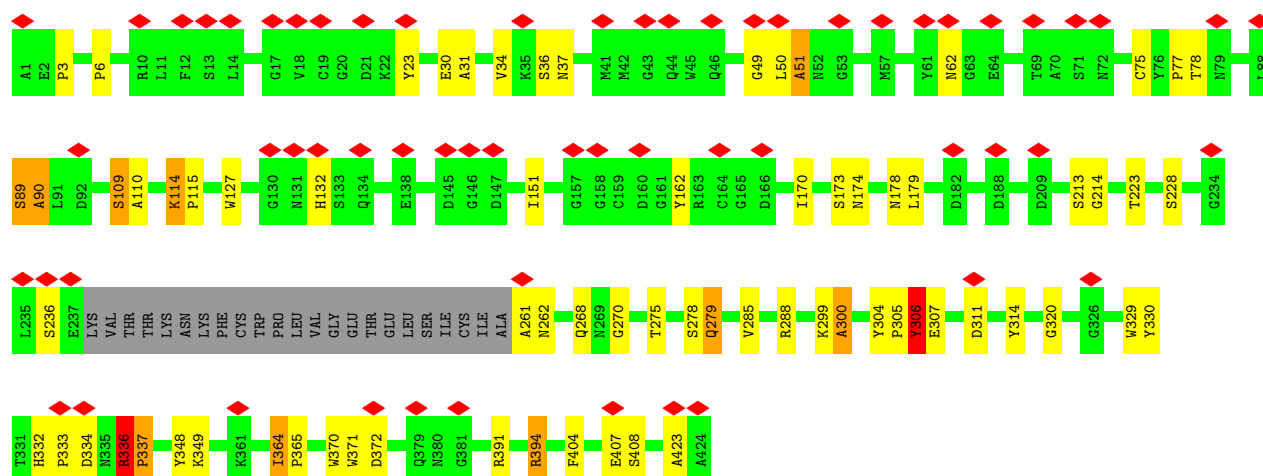 A1 E2 P3 P6 R10 L11 F12 S13 L14 G17 V18 C19 G20 D21 K22 Y23 E30 A31 V34 K35 S36 N37 M41 M42 G43 Q44 W45 Q46 G49 L50 A51 N52 G53 M57 Y61 N62 G63 E64 T69 A70 S71 N72 C75 Y76 P77 T78 N79 L88
S89 A90 L91 D92 S109 A110 K114 P115 W127 G130 N131 H132 S133 Q134 E138 D145 G146 D147 I151 G157 G158 C159 D160 G161 Y162 R163 C164 G165 D166 I170 S173 N174 N178 L179 D182 D188 D209 S213 G214 T223 S228 G234
L235 S236 E237 LYS VAL THR THR LYS ASN LYS PHE CYS TRP PRO LEU VAL GLY GLU THR GLU LEU SER ILE CYS ILE ALA A261 N262 Q268 N269 G270 T275 S278 Q279 V285 R288 K299 A300 Y304 P305 Y306 E307 D311 Y314 G320 G326 W329 Y330
T331 H332 P333 D334 N335 R336 P337 Y348 K349 K361 I364 P365 W370 W371 D372 Q379 N380 G381 R391 R394 F404 E407 S408 A423 A424